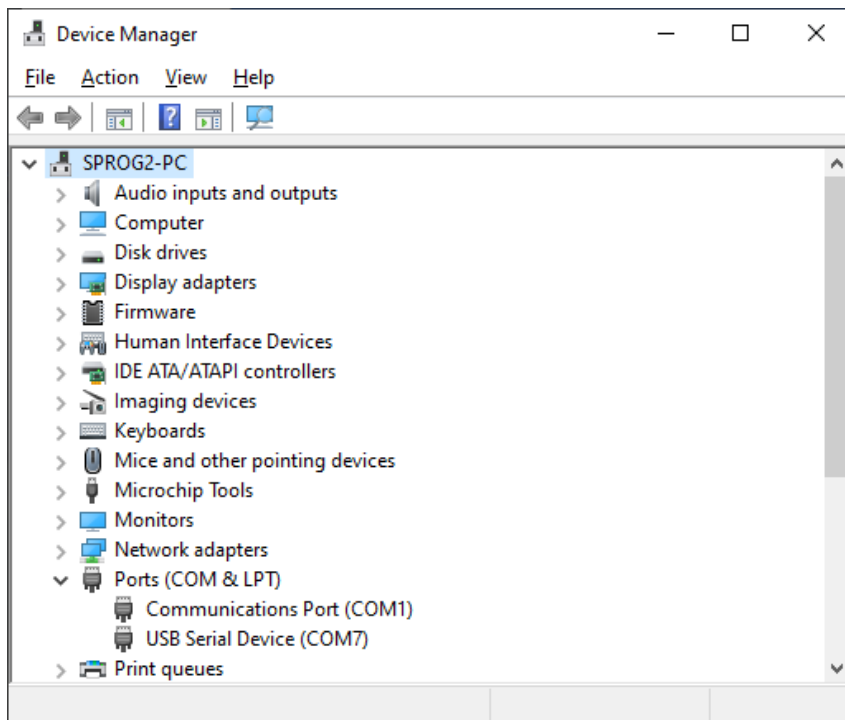 Device Manager
File Action View Help
SPROG2-PC
Audio inputs and outputs
Computer
Disk drives
Display adapters
Firmware
Human Interface Devices
IDE ATA/ATAPI controllers
Imaging devices
Keyboards
Mice and other pointing devices
Microchip Tools
Monitors
Network adapters
Ports (COM & LPT)
Communications Port (COM1)
USB Serial Device (COM7)
Print queues